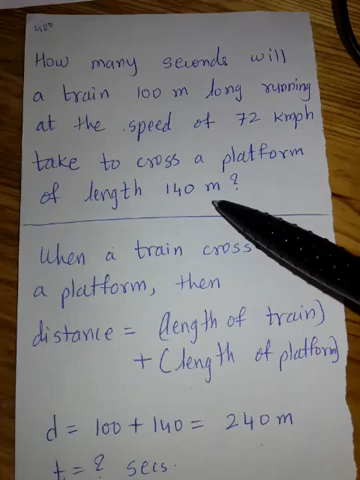 400
How many seconds will
a train 100 m long running
at the speed of 72 kmph
take to cross a platform
of length 140 m ?
When a train cross
a platform, then
distance = (length of train)
+ (length of platform)
d = 100 + 140 = 240 m
t = ? secs.